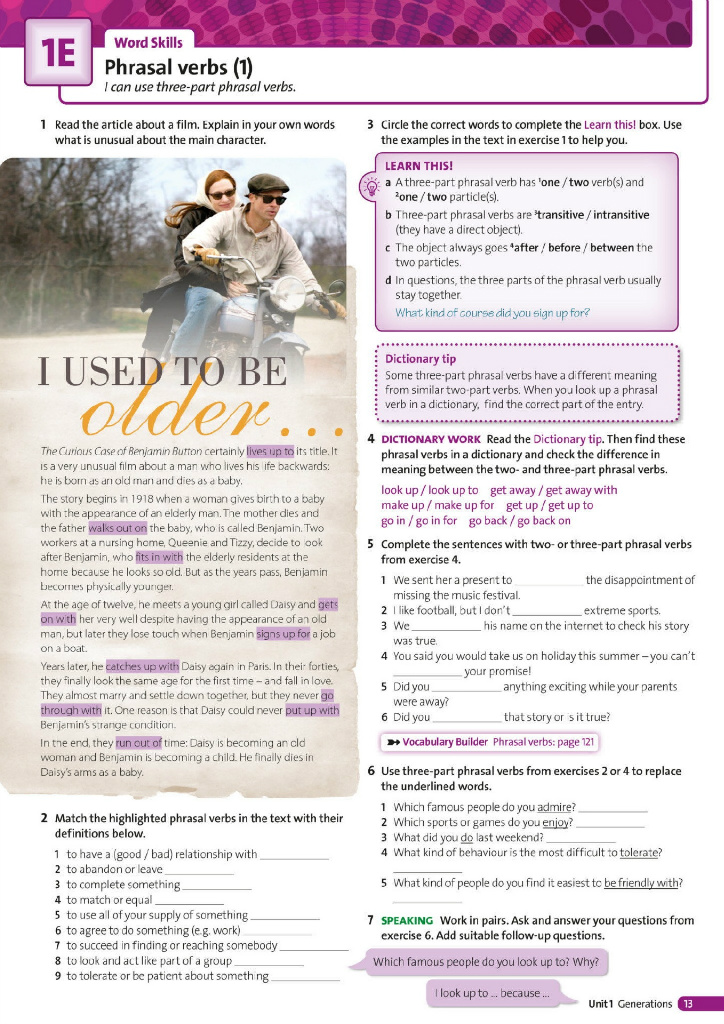 1E
Word Skills
Phrasal verbs (1)
I can use three-part phrasal verbs.
1 Read the article about a film. Explain in your own words
what is unusual about the main character.
I USED TO BE
older...
The Curious Case of Benjamin Button certainly lives up to its title. It
is a very unusual film about a man who lives his life backwards:
he is born as an old man and dies as a baby.
The story begins in 1918 when a woman gives birth to a baby
with the appearance of an elderly man. The mother dies and
the father walks out on the baby, who is called Benjamin. Two
workers at a nursing home, Queenie and Tizzy, decide to look
after Benjamin, who fits in with the elderly residents at the
home because he looks so old. But as the years pass, Benjamin
becomes physically younger.
At the age of twelve, he meets a young girl called Daisy and gets
on with her very well despite having the appearance of an old
man, but later they lose touch when Benjamin signs up for a job
on a boat.
Years later, he catches up with Daisy again in Paris. In their forties,
they finally look the same age for the first time – and fall in love.
They almost marry and settle down together, but they never go
through with it. One reason is that Daisy could never put up with
Benjamin's strange condition.
In the end, they run out of time: Daisy is becoming an old
woman and Benjamin is becoming a child. He finally dies in
Daisy's arms as a baby.
2 Match the highlighted phrasal verbs in the text with their
definitions below.
1 to have a (good / bad) relationship with ____________
2 to abandon or leave ____________
3 to complete something ____________
4 to match or equal ____________
5 to use all of your supply of something ____________
6 to agree to do something (e.g. work) ____________
7 to succeed in finding or reaching somebody ____________
8 to look and act like part of a group ____________
9 to tolerate or be patient about something ____________
3 Circle the correct words to complete the Learn this! box. Use
the examples in the text in exercise 1 to help you.
LEARN THIS!
a A three-part phrasal verb has ¹one / two verb(s) and
²one / two particle(s).
b Three-part phrasal verbs are ³transitive / intransitive
(they have a direct object).
c The object always goes ⁴after / before / between the
two particles.
d In questions, the three parts of the phrasal verb usually
stay together.
What kind of course did you sign up for?
Dictionary tip
Some three-part phrasal verbs have a different meaning
from similar two-part verbs. When you look up a phrasal
verb in a dictionary, find the correct part of the entry.
4 DICTIONARY WORK Read the Dictionary tip. Then find these
phrasal verbs in a dictionary and check the difference in
meaning between the two- and three-part phrasal verbs.
look up / look up to get away / get away with
make up / make up for get up / get up to
go in / go in for go back / go back on
5 Complete the sentences with two- or three-part phrasal verbs
from exercise 4.
1 We sent her a present to ____________ the disappointment of
missing the music festival.
2 I like football, but I don't ____________ extreme sports.
3 We ____________ his name on the internet to check his story
was true.
4 You said you would take us on holiday this summer – you can't
____________ your promise!
5 Did you ____________ anything exciting while your parents
were away?
6 Did you ____________ that story or is it true?
Vocabulary Builder Phrasal verbs: page 121
6 Use three-part phrasal verbs from exercises 2 or 4 to replace
the underlined words.
1 Which famous people do you admire? ____________
2 Which sports or games do you enjoy? ____________
3 What did you do last weekend? ____________
4 What kind of behaviour is the most difficult to tolerate?
____________
5 What kind of people do you find it easiest to be friendly with?
____________
7 SPEAKING Work in pairs. Ask and answer your questions from
exercise 6. Add suitable follow-up questions.
Which famous people do you look up to? Why?
I look up to ... because ...
Unit 1 Generations 13